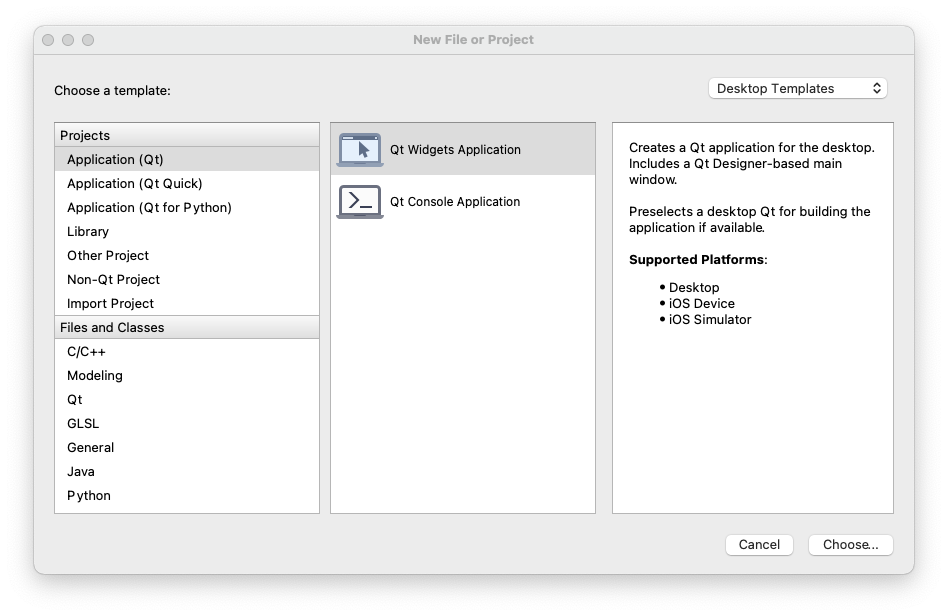 New File or Project
Choose a template:
Desktop Templates
Projects
Application (Qt)
Application (Qt Quick)
Application (Qt for Python)
Library
Other Project
Non-Qt Project
Import Project
Files and Classes
C/C++
Modeling
Qt
GLSL
General
Java
Python
Qt Widgets Application
Qt Console Application
Creates a Qt application for the desktop.
Includes a Qt Designer-based main
window.
Preselects a desktop Qt for building the
application if available.
Supported Platforms:
• Desktop
• iOS Device
• iOS Simulator
Cancel
Choose...